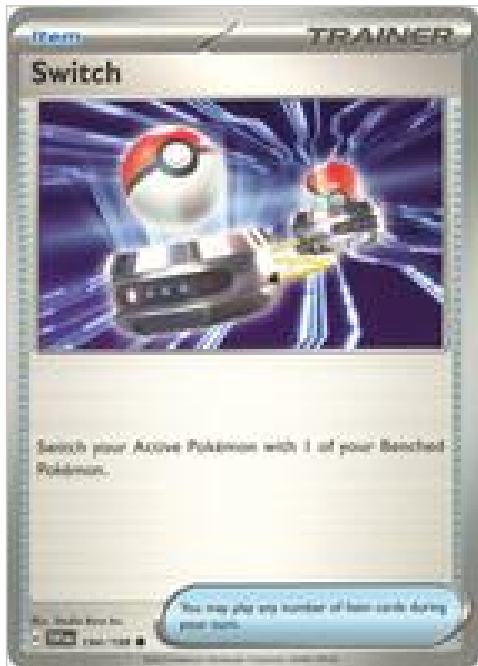 Item
TRAINER
Switch
Switch your Active Pokémon with 1 of your Benched
Pokémon.
You may play any number of Item cards during
your turn.